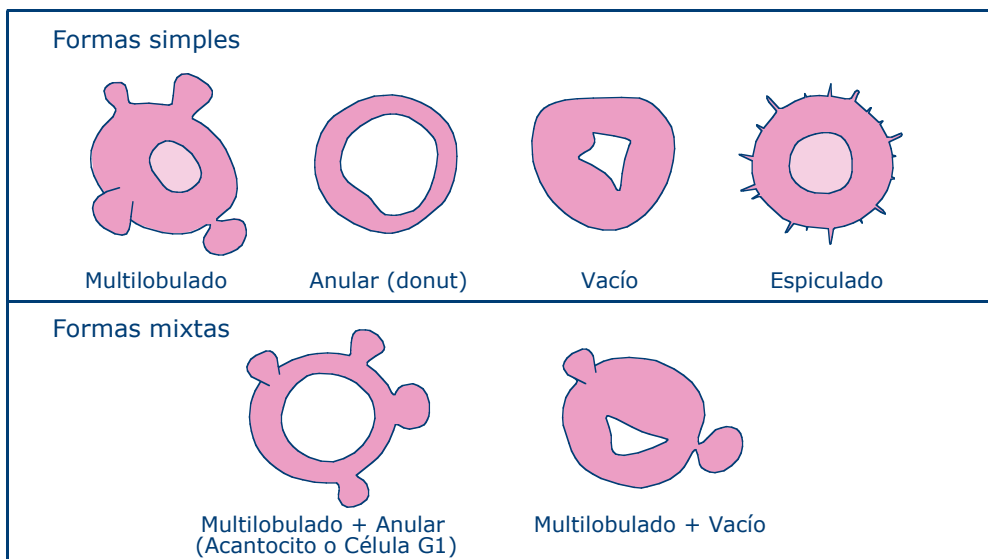 Formas simples
Multilobulado
Anular (donut)
Vacío
Espiculado
Formas mixtas
Multilobulado + Anular
(Acantocito o Célula G1)
Multilobulado + Vacío